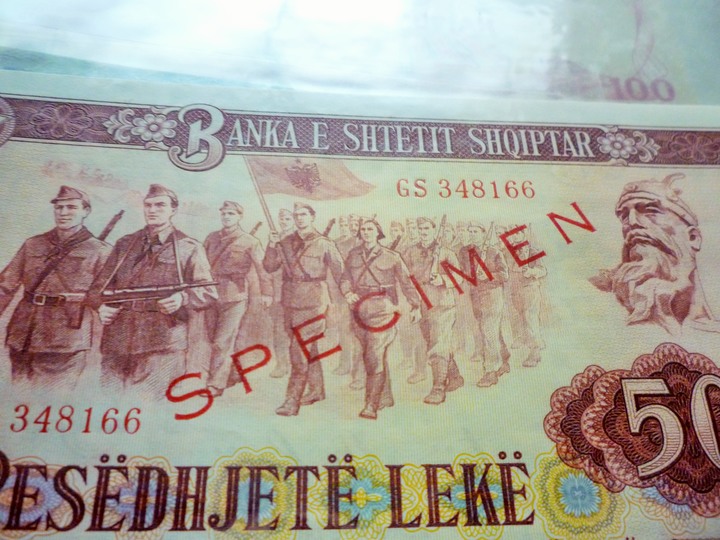 100
BANKA E SHTETIT SHQIPTAR
GS 348166
SPECIMEN
348166
50
PESËDHJETË LEKË